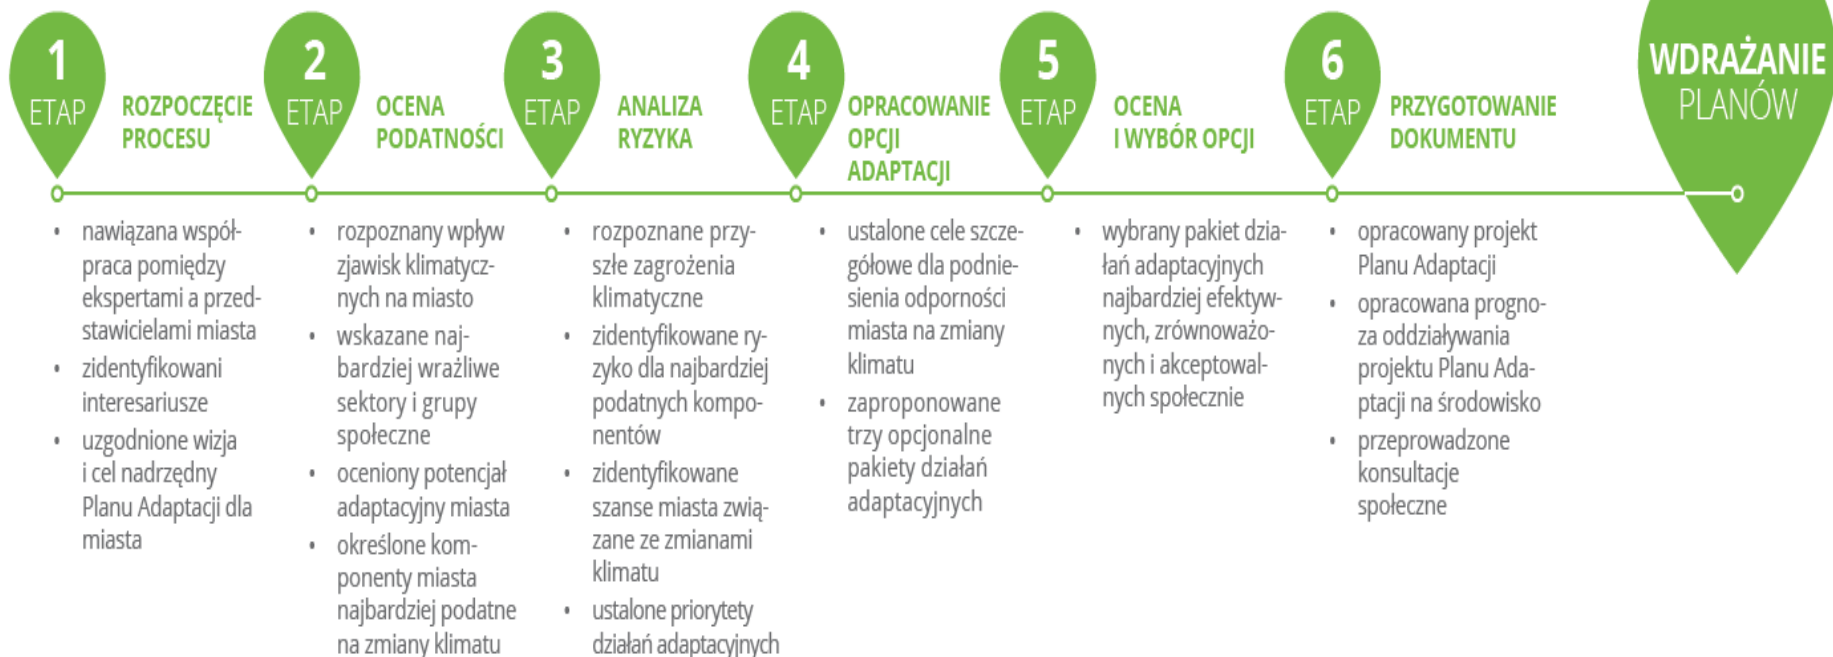 1
ETAP
ROZPOCZĘCIE
PROCESU
nawiązana współ-
praca pomiędzy
ekspertami a przed-
stawicielami miasta
zidentyfikowani
interesariusze
uzgodnione wizja
i cel nadrzędny
Planu Adaptacji dla
miasta
2
ETAP
OCENA
PODATNOŚCI
rozpoznany wpływ
zjawisk klimatycz-
nych na miasto
wskazane naj-
bardziej wrażliwe
sektory i grupy
społeczne
oceniony potencjał
adaptacyjny miasta
określone kom-
ponenty miasta
najbardziej podatne
na zmiany klimatu
3
ETAP
ANALIZA
RYZYKA
rozpoznane przy-
szłe zagrożenia
klimatyczne
zidentyfikowane ry-
zyko dla najbardziej
podatnych kompo-
nentów
zidentyfikowane
szanse miasta zwią-
zane ze zmianami
klimatu
ustalone priorytety
działań adaptacyjnych
4
ETAP
OPRACOWANIE
OPCJI
ADAPTACJI
ustalone cele szcze-
gółowe dla podnie-
sienia odporności
miasta na zmiany
klimatu
zaproponowane
trzy opcjonalne
pakiety działań
adaptacyjnych
5
ETAP
OCENA
I WYBÓR OPCJI
wybrany pakiet dzia-
łań adaptacyjnych
najbardziej efektyw-
nych, zrównoważo-
nych i akceptowal-
nych społecznie
6
ETAP
PRZYGOTOWANIE
DOKUMENTU
opracowany projekt
Planu Adaptacji
opracowana progno-
za oddziaływania
projektu Planu Ada-
ptacji na środowisko
przeprowadzone
konsultacje
społeczne
WDRAŻANIE
PLANÓW